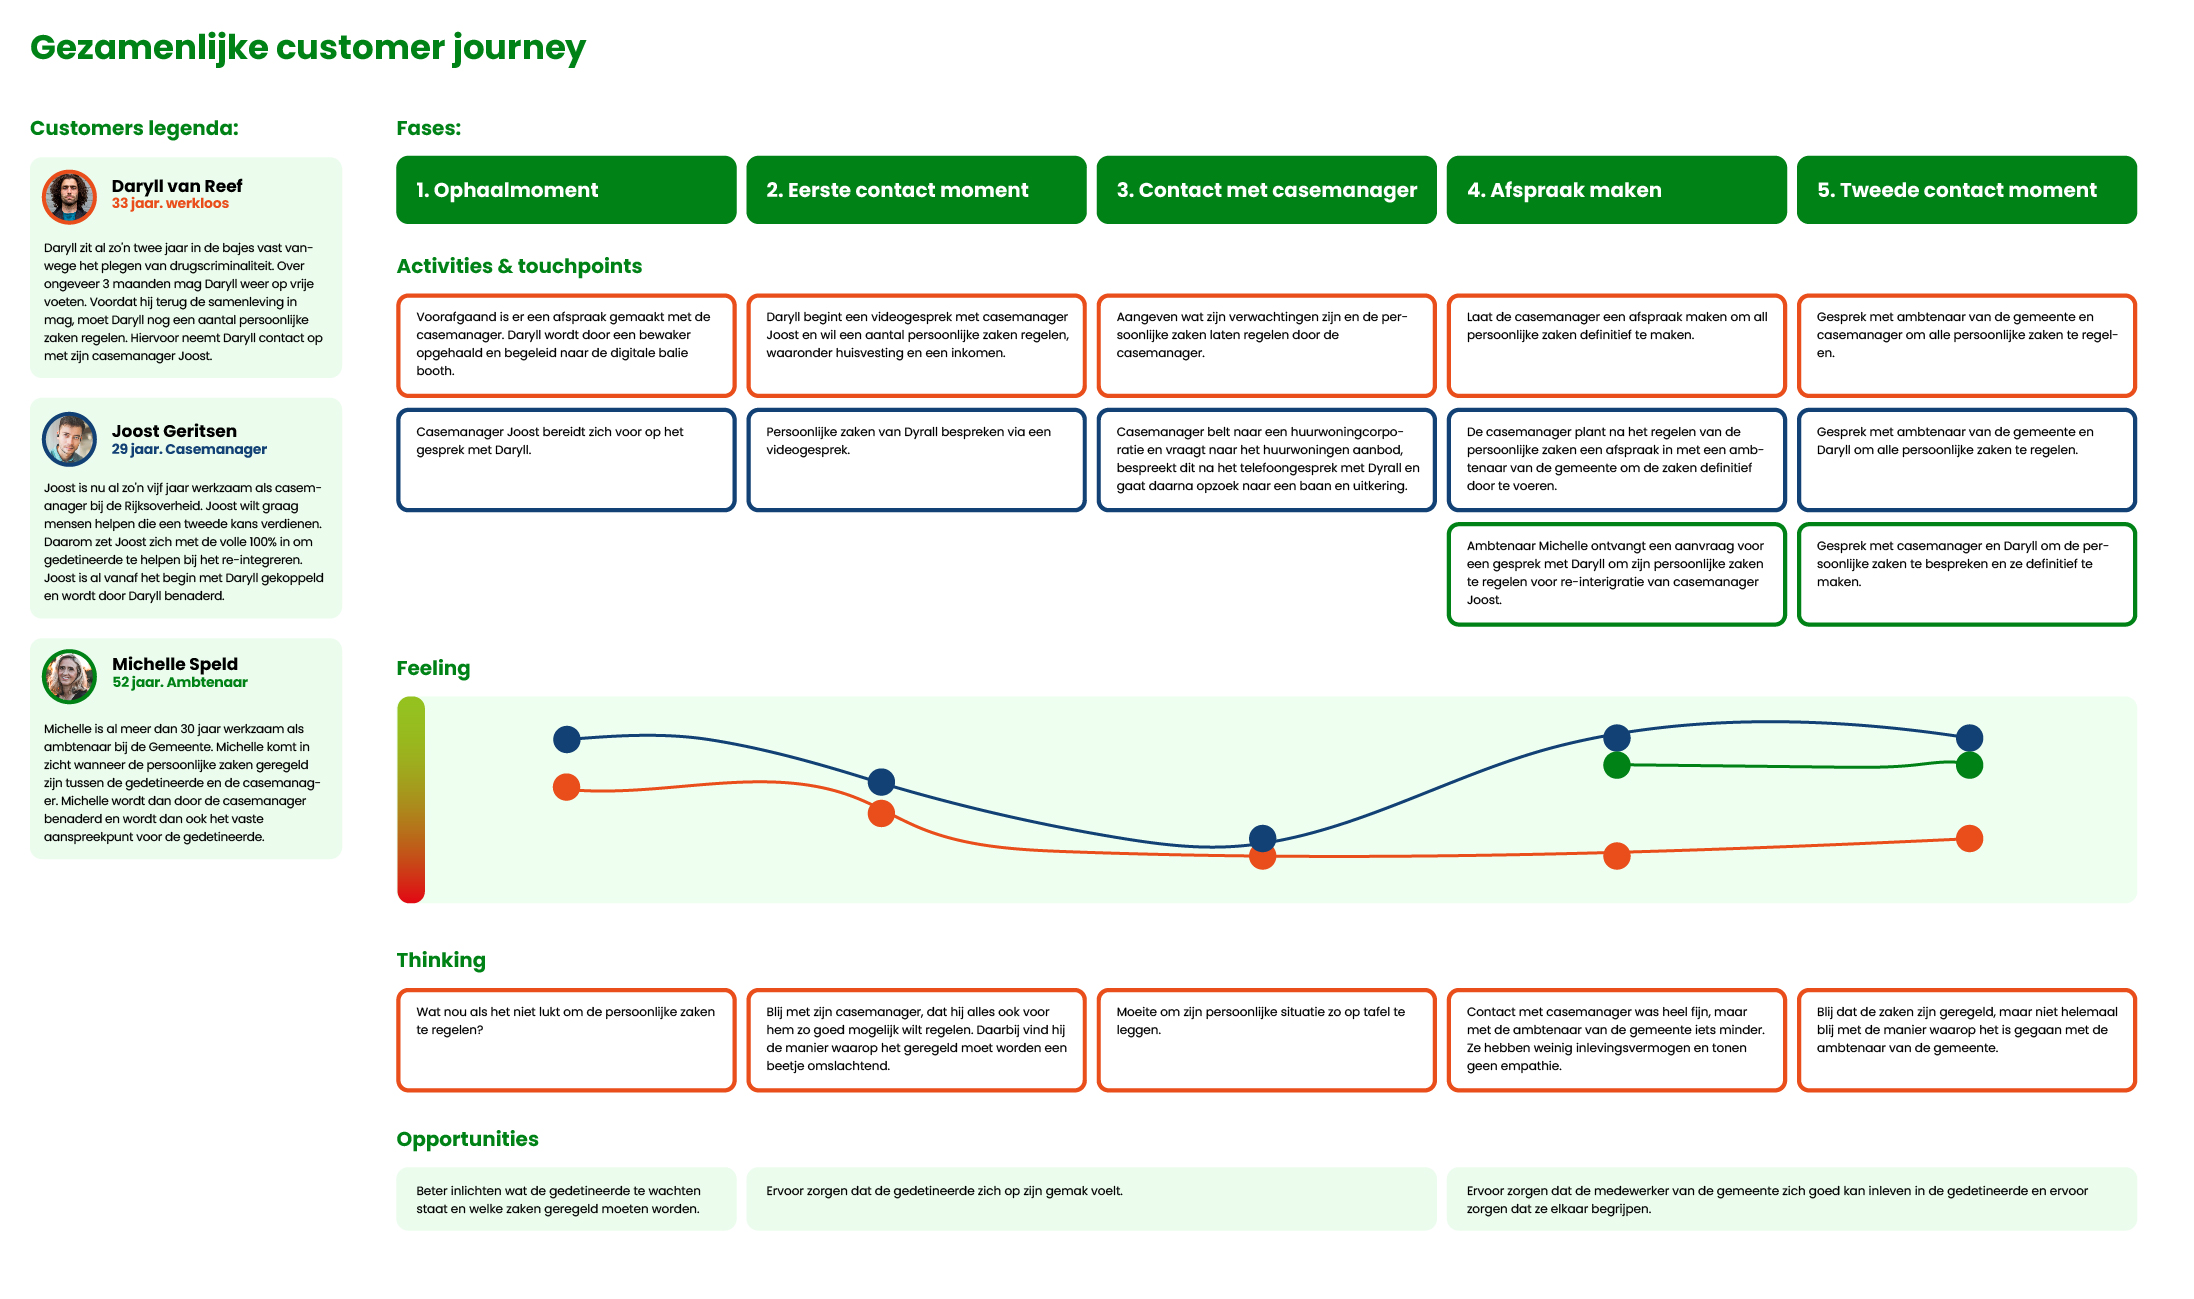 Gezamenlijke customer journey
Customers legenda:
Daryll van Reef
33 jaar. werkloos
Daryll zit al zo'n twee jaar in de bajes vast van-
wege het plegen van drugscriminaliteit. Over
ongeveer 3 maanden mag Daryll weer op vrije
voeten. Voordat hij terug de samenleving in
mag, moet Daryll nog een aantal persoonlijke
zaken regelen. Hiervoor neemt Daryll contact op
met zijn casemanager Joost.
Joost Geritsen
29 jaar. Casemanager
Joost is nu al zo'n vijf jaar werkzaam als casem-
anager bij de Rijksoverheid. Joost wilt graag
mensen helpen die een tweede kans verdienen.
Daarom zet Joost zich met de volle 100% in om
gedetineerde te helpen bij het re-integreren.
Joost is al vanaf het begin met Daryll gekoppeld
en wordt door Daryll benaderd.
Michelle Speld
52 jaar. Ambtenaar
Michelle is al meer dan 30 jaar werkzaam als
ambtenaar bij de Gemeente. Michelle komt in
zicht wanneer de persoonlijke zaken geregeld
zijn tussen de gedetineerde en de casemanag-
er. Michelle wordt dan door de casemanager
benaderd en wordt dan ook het vaste
aanspreekpunt voor de gedetineerde.
Fases:
1. Ophaalmoment
2. Eerste contact moment
3. Contact met casemanager
4. Afspraak maken
5. Tweede contact moment
Activities & touchpoints
Voorafgaand is er een afspraak gemaakt met de
casemanager. Daryll wordt door een bewaker
opgehaald en begeleid naar de digitale balie
booth.
Daryll begint een videogesprek met casemanager
Joost en wil een aantal persoonlijke zaken regelen,
waaronder huisvesting en een inkomen.
Aangeven wat zijn verwachtingen zijn en de per-
soonlijke zaken laten regelen door de
casemanager.
Laat de casemanager een afspraak maken om all
persoonlijke zaken definitief te maken.
Gesprek met ambtenaar van de gemeente en
casemanager om alle persoonlijke zaken te regel-
en.
Casemanager Joost bereidt zich voor op het
gesprek met Daryll.
Persoonlijke zaken van Dyrall bespreken via een
videogesprek.
Casemanager belt naar een huurwoningcorpo-
ratie en vraagt naar het huurwoningen aanbod,
bespreekt dit na het telefoongesprek met Dyrall en
gaat daarna opzoek naar een baan en uitkering.
De casemanager plant na het regelen van de
persoonlijke zaken een afspraak in met een amb-
tenaar van de gemeente om de zaken definitief
door te voeren.
Gesprek met ambtenaar van de gemeente en
Daryll om alle persoonlijke zaken te regelen.
Ambtenaar Michelle ontvangt een aanvraag voor
een gesprek met Daryll om zijn persoonlijke zaken
te regelen voor re-interigratie van casemanager
Joost.
Gesprek met casemanager en Daryll om de per-
soonlijke zaken te bespreken en ze definitief te
maken.
Feeling
Thinking
Wat nou als het niet lukt om de persoonlijke zaken
te regelen?
Blij met zijn casemanager, dat hij alles ook voor
hem zo goed mogelijk wilt regelen. Daarbij vind hij
de manier waarop het geregeld moet worden een
beetje omslachtend.
Moeite om zijn persoonlijke situatie zo op tafel te
leggen.
Contact met casemanager was heel fijn, maar
met de ambtenaar van de gemeente iets minder.
Ze hebben weinig inlevingsvermogen en tonen
geen empathie.
Blij dat de zaken zijn geregeld, maar niet helemaal
blij met de manier waarop het is gegaan met de
ambtenaar van de gemeente.
Opportunities
Beter inlichten wat de gedetineerde te wachten
staat en welke zaken geregeld moeten worden.
Ervoor zorgen dat de gedetineerde zich op zijn gemak voelt.
Ervoor zorgen dat de medewerker van de gemeente zich goed kan inleven in de gedetineerde en ervoor
zorgen dat ze elkaar begrijpen.